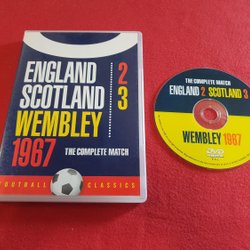 ENGLAND 2
SCOTLAND 3
WEMBLEY
1967 THE COMPLETE MATCH
FOOTBALL CLASSICS
THE COMPLETE MATCH
ENGLAND 2 SCOTLAND 3
WEMBLEY 1967
DVD